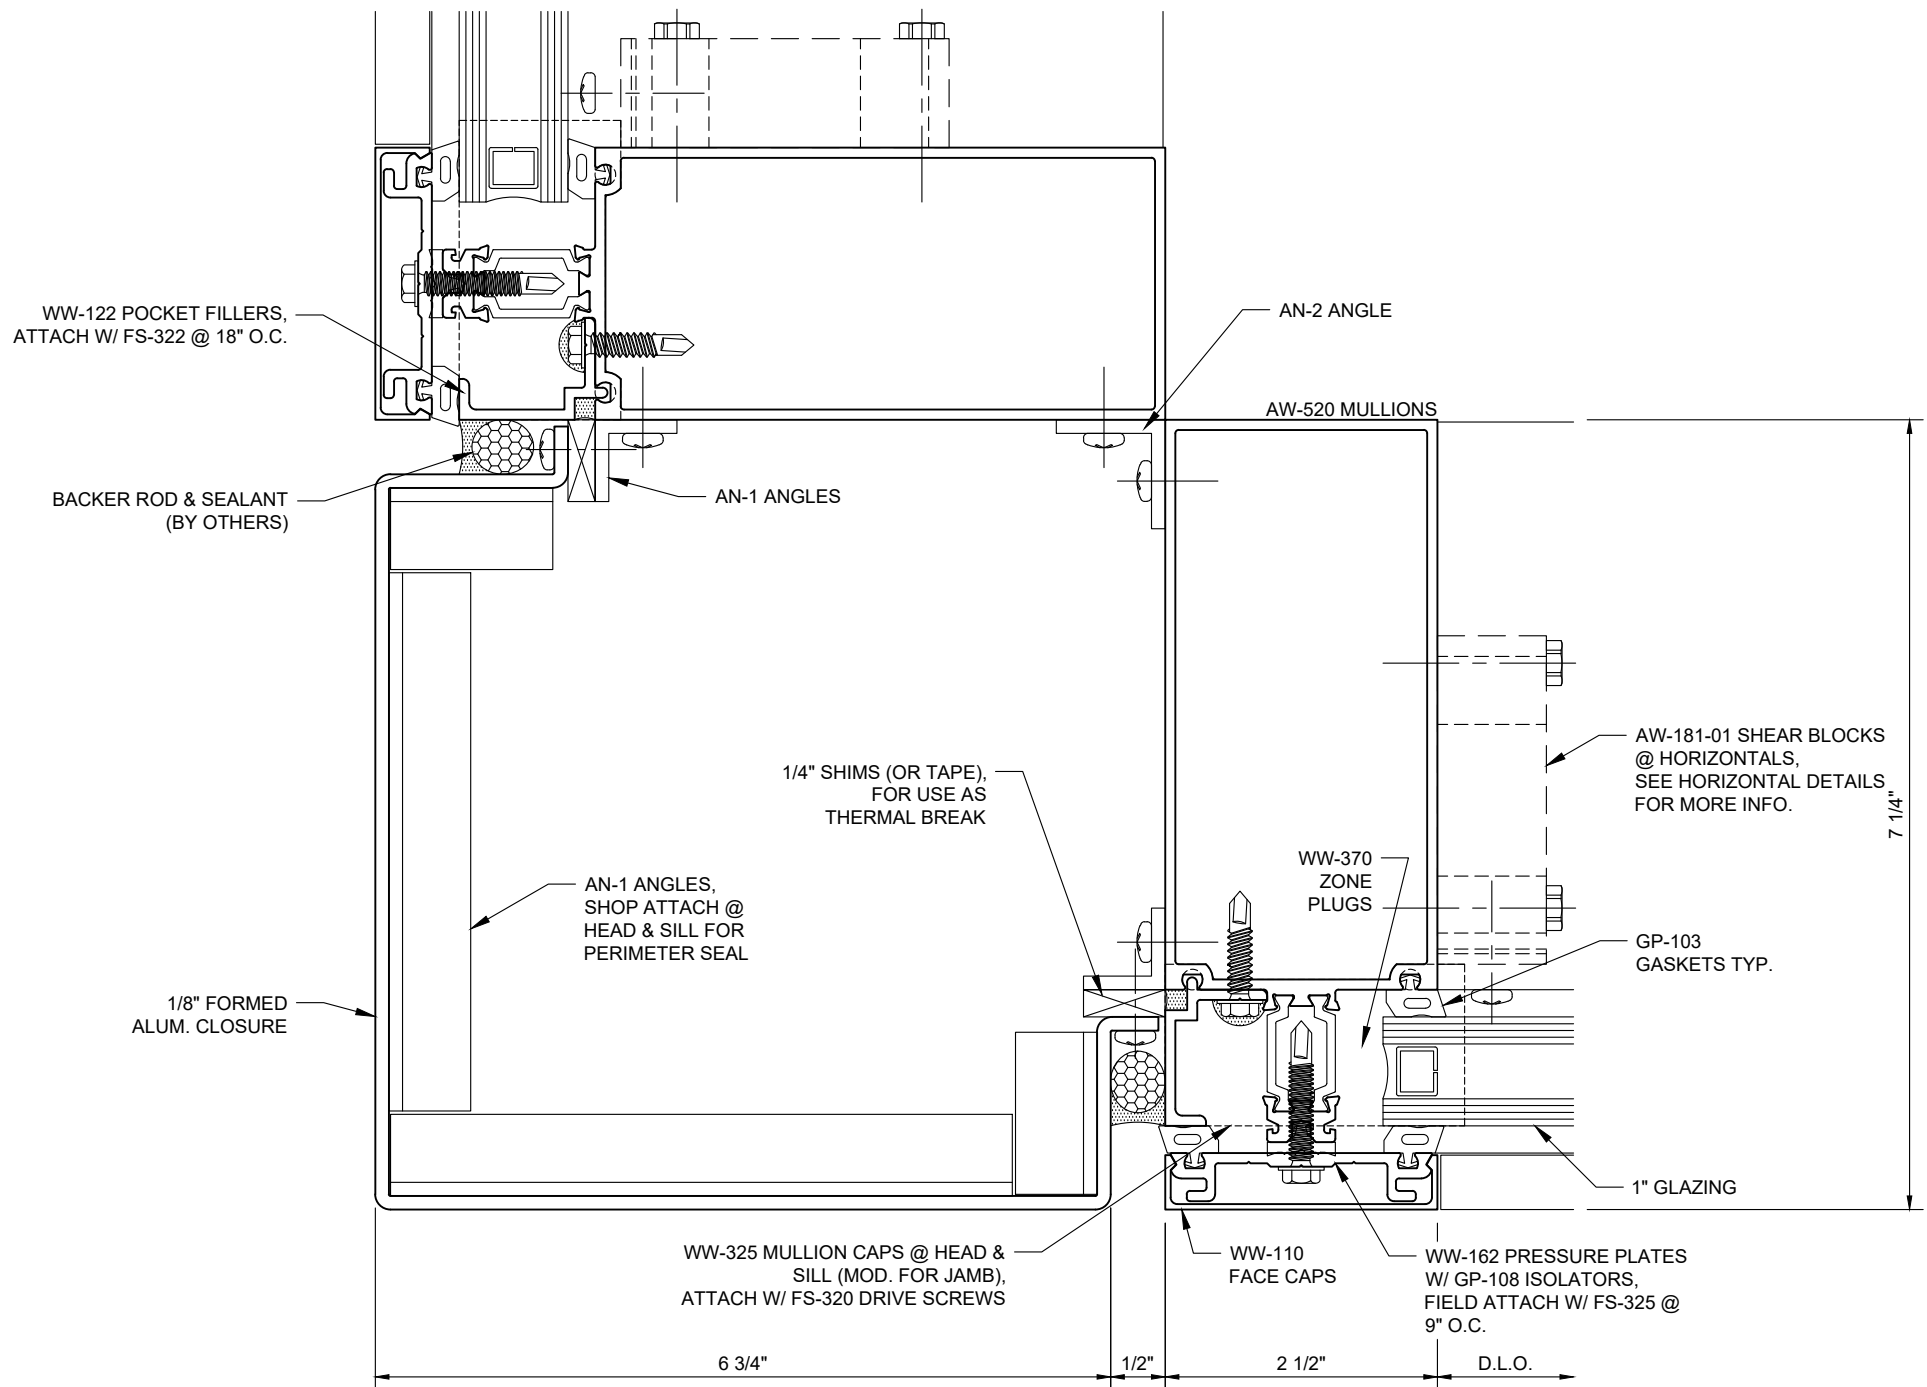 WW-122 POCKET FILLERS,
ATTACH W/ FS-322 @ 18" O.C.
AN-2 ANGLE
AW-520 MULLIONS
BACKER ROD & SEALANT
(BY OTHERS)
AN-1 ANGLES
AW-181-01 SHEAR BLOCKS
@ HORIZONTALS,
SEE HORIZONTAL DETAILS
FOR MORE INFO.
7 1/4"
1/4" SHIMS (OR TAPE),
FOR USE AS
THERMAL BREAK
WW-370
ZONE
PLUGS
AN-1 ANGLES,
SHOP ATTACH @
HEAD & SILL FOR
PERIMETER SEAL
GP-103
GASKETS TYP.
1/8" FORMED
ALUM. CLOSURE
1" GLAZING
WW-325 MULLION CAPS @ HEAD &
SILL (MOD. FOR JAMB),
ATTACH W/ FS-320 DRIVE SCREWS
WW-110
FACE CAPS
WW-162 PRESSURE PLATES
W/ GP-108 ISOLATORS,
FIELD ATTACH W/ FS-325 @
9" O.C.
6 3/4"
1/2"
2 1/2"
D.L.O.